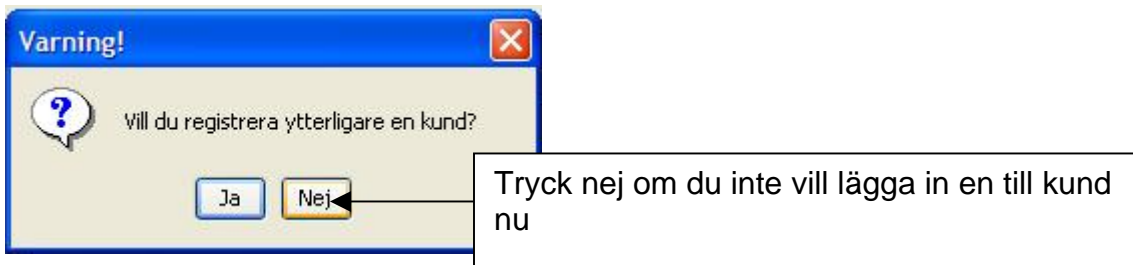 Varning!
Vill du registrera ytterligare en kund?
Ja Nej
Tryck nej om du inte vill lägga in en till kund
nu